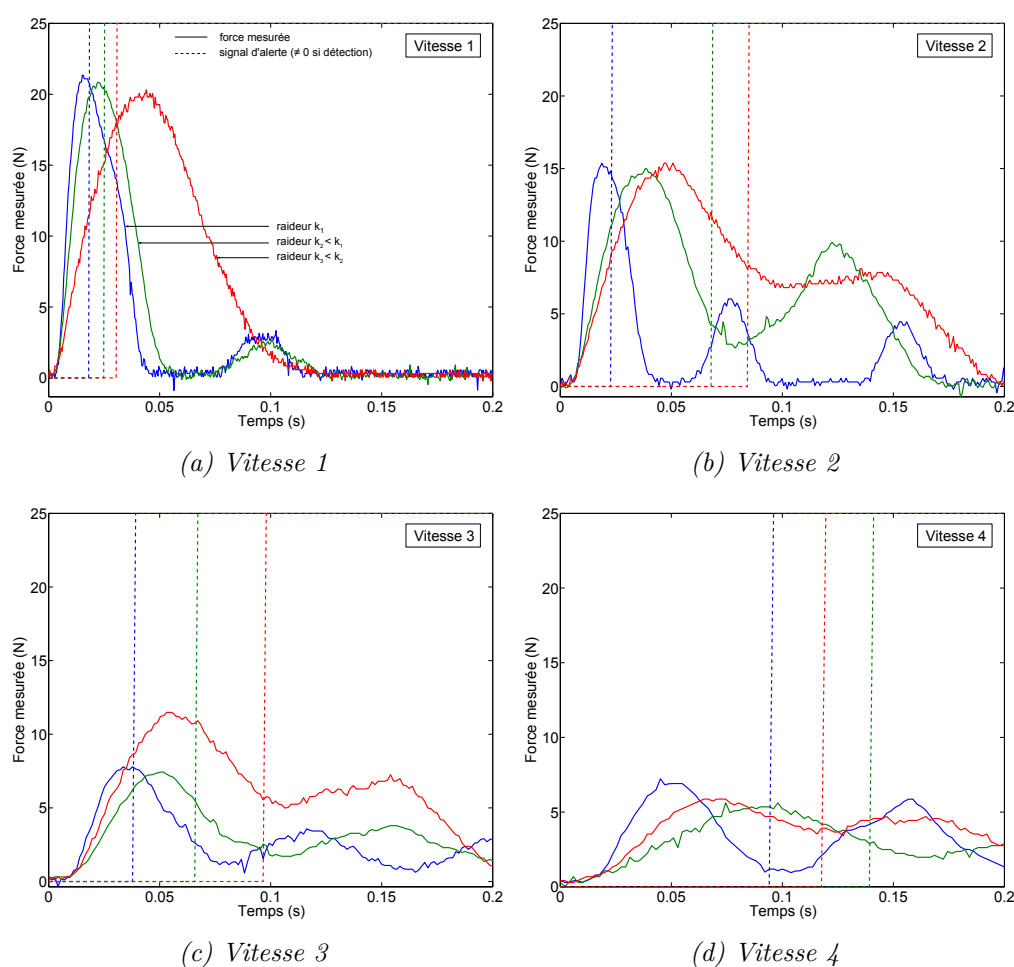 25
20
15
10
5
0
Force mesurée (N)
force mesurée
signal d'alerte (≠ 0 si détection)
Vitesse 1
raideur k₁
raideur k₂ < k₁
raideur k₃ < k₂
0 0.05 0.1 0.15 0.2
Temps (s)
(a) Vitesse 1
25
20
15
10
5
0
Force mesurée (N)
Vitesse 2
0 0.05 0.1 0.15 0.2
Temps (s)
(b) Vitesse 2
25
20
15
10
5
0
Force mesurée (N)
Vitesse 3
0 0.05 0.1 0.15 0.2
Temps (s)
(c) Vitesse 3
25
20
15
10
5
0
Force mesurée (N)
Vitesse 4
0 0.05 0.1 0.15 0.2
Temps (s)
(d) Vitesse 4